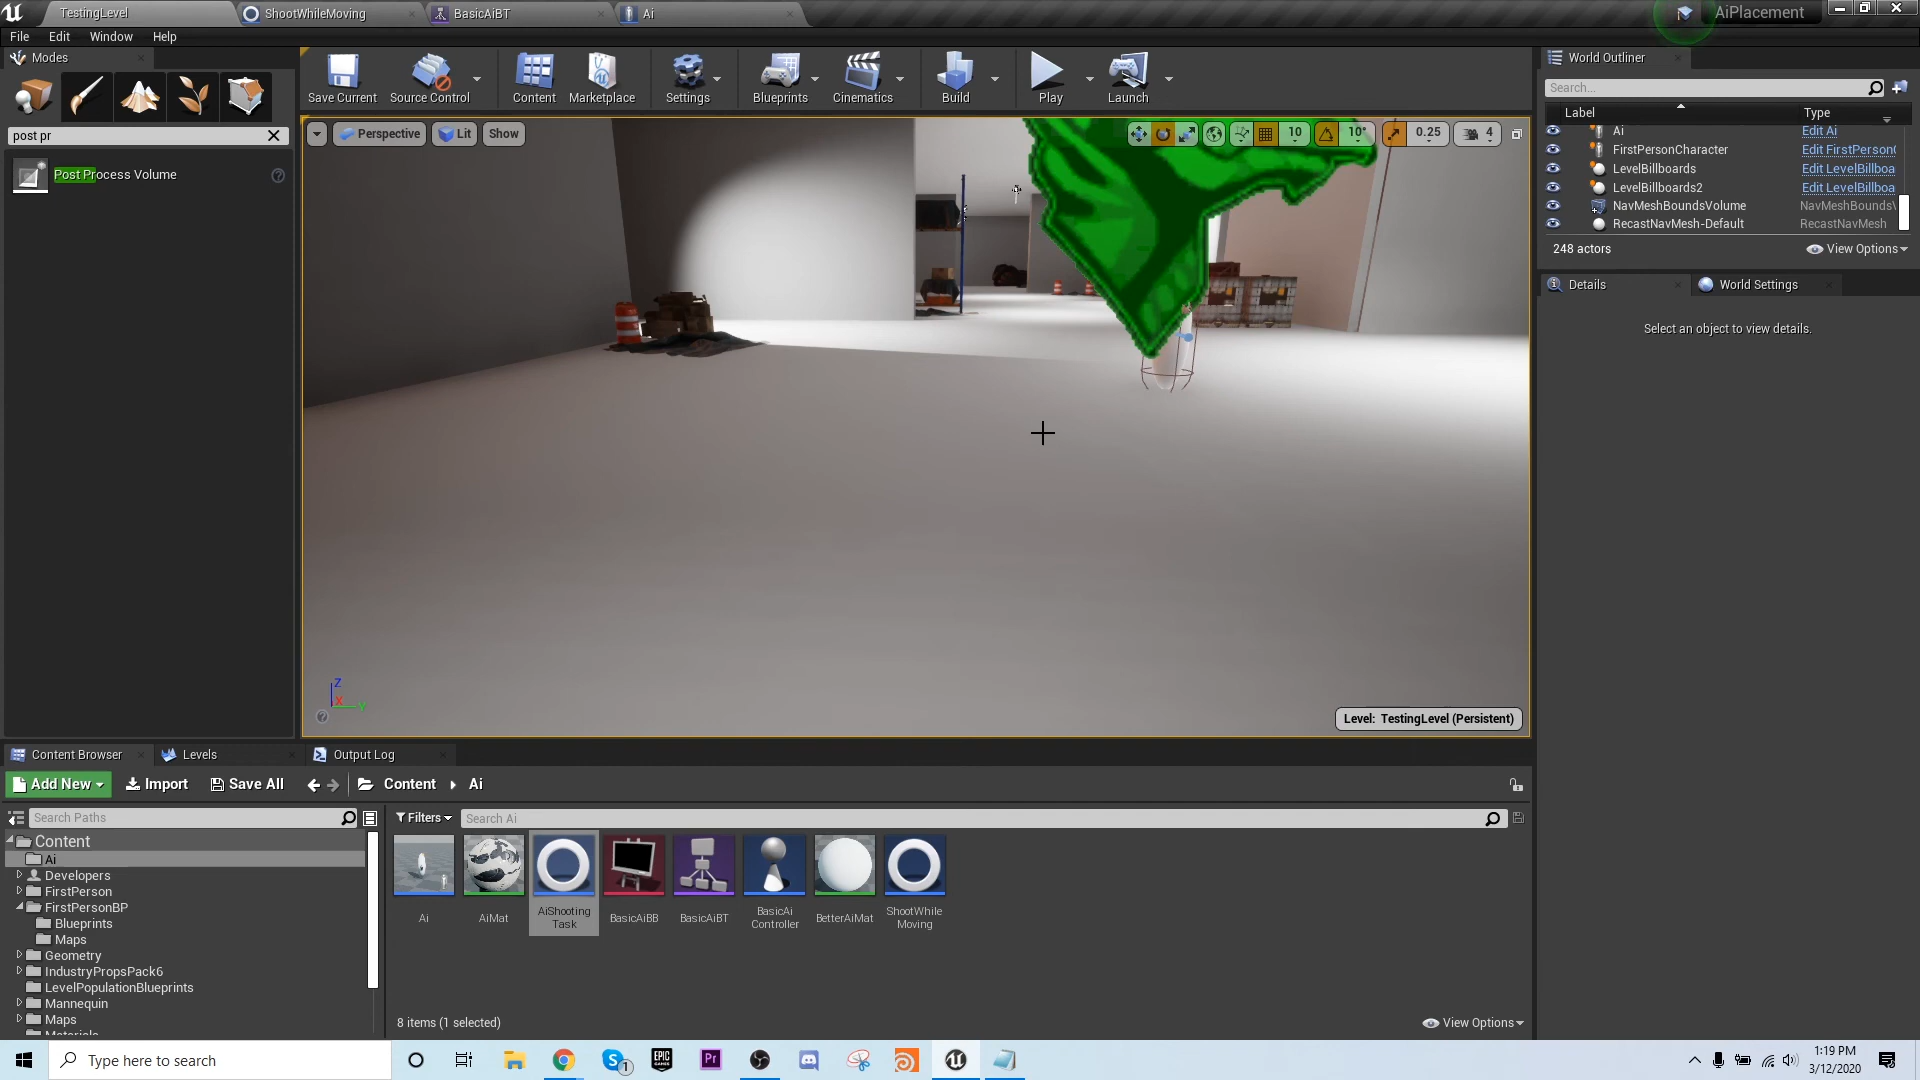 TestingLevel
ShootWhileMoving
BasicAiBT
Ai
AiPlacement
File Edit Window Help
Modes
Save Current
Source Control
Content
Marketplace
Settings
Blueprints
Cinematics
Build
Play
Launch
World Outliner
Search...
Label
Type
post pr
Post Process Volume
Perspective
Lit
Show
10
10°
0.25
4
Ai Edit Ai
FirstPersonCharacter Edit FirstPerson(
LevelBillboards Edit LevelBillboa
LevelBillboards2 Edit LevelBillboa
NavMeshBoundsVolume NavMeshBounds\
RecastNavMesh-Default RecastNavMesh
248 actors
View Options
Details
World Settings
Select an object to view details.
Z
X
Y
Level: TestingLevel (Persistent)
Content Browser
Levels
Output Log
Add New
Import
Save All
Content
Ai
Search Paths
Filters
Search Ai
Content
Ai
Developers
FirstPerson
FirstPersonBP
Blueprints
Maps
Geometry
IndustryPropsPack6
LevelPopulationBlueprints
Mannequin
Maps
Materials
Ai
AiMat
AiShooting
Task
BasicAiBB
BasicAiBT
BasicAi
Controller
BetterAiMat
ShootWhile
Moving
8 items (1 selected)
View Options
Type here to search
1
EPIC
GAMES
Pr
1:19 PM
3/12/2020